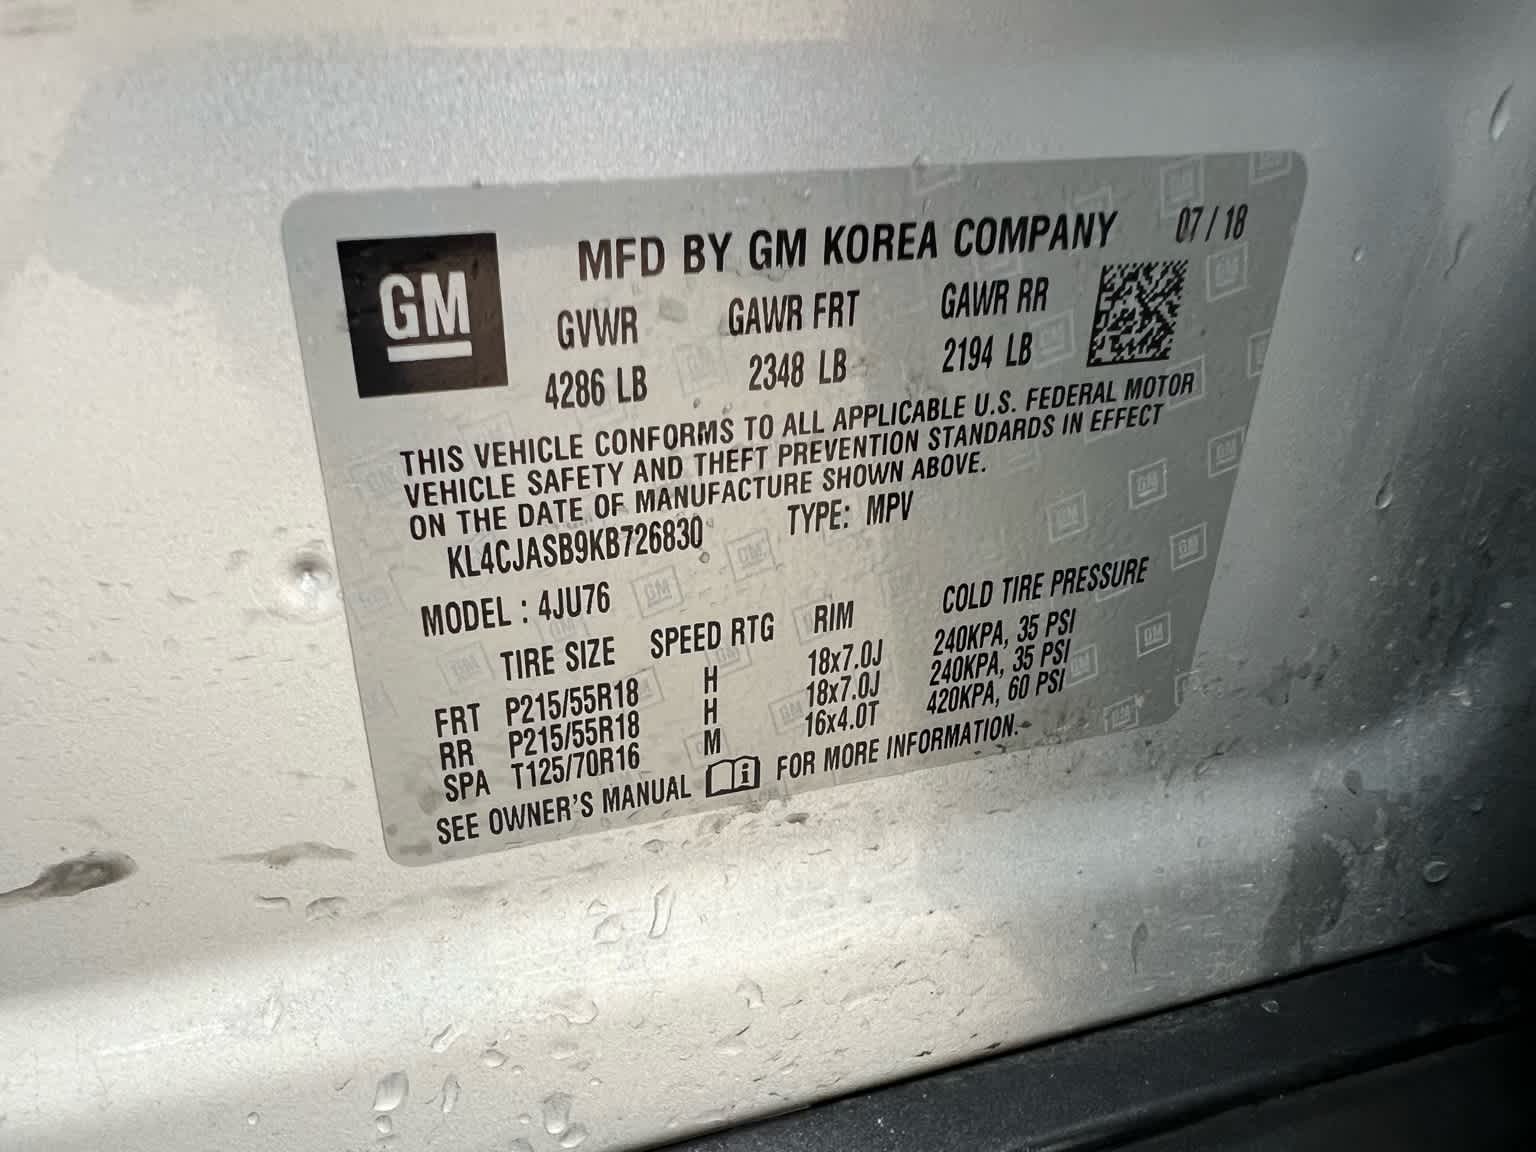 GM
MFD BY GM KOREA COMPANY 07/18
GVWR GAWR FRT GAWR RR
4286 LB 2348 LB 2194 LB
THIS VEHICLE CONFORMS TO ALL APPLICABLE U.S. FEDERAL MOTOR
VEHICLE SAFETY AND THEFT PREVENTION STANDARDS IN EFFECT
ON THE DATE OF MANUFACTURE SHOWN ABOVE.
KL4CJASB9KB726830 TYPE: MPV
MODEL : 4JU76
TIRE SIZE SPEED RTG RIM COLD TIRE PRESSURE
FRT P215/55R18 H 18x7.0J 240KPA, 35 PSI
RR P215/55R18 H 18x7.0J 240KPA, 35 PSI
SPA T125/70R16 M 16x4.0T 420KPA, 60 PSI
SEE OWNER'S MANUAL FOR MORE INFORMATION.